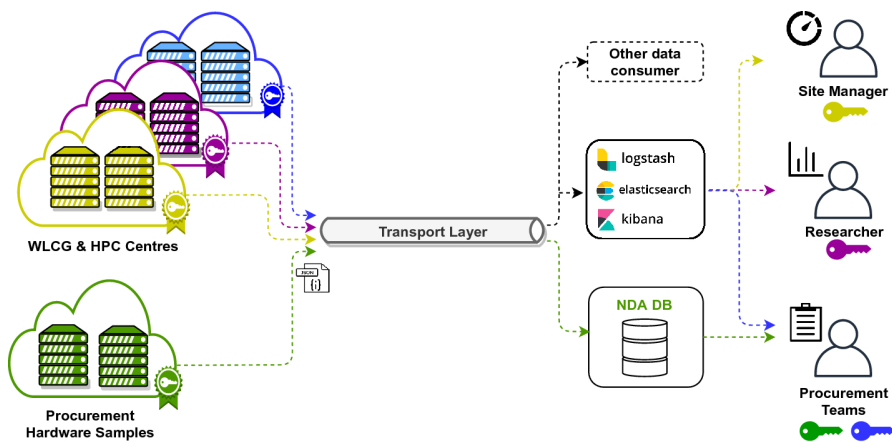 WLCG & HPC Centres
Procurement
Hardware Samples
Transport Layer
JSON
{i}
Other data
consumer
logstash
elasticsearch
kibana
NDA DB
Site Manager
Researcher
Procurement
Teams